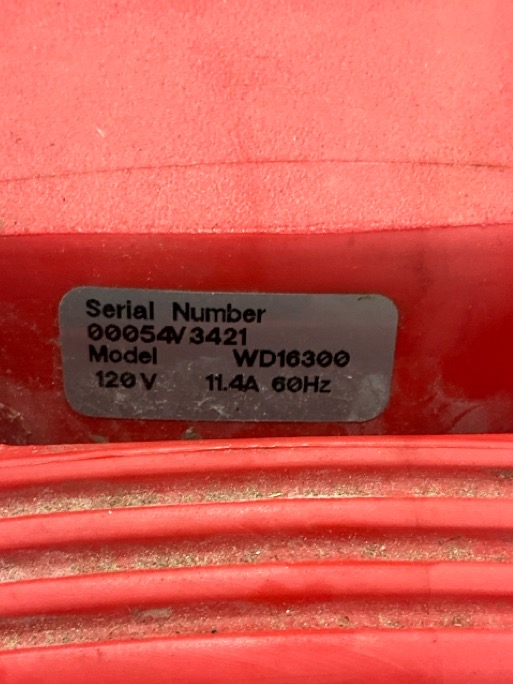 Serial Number
00054V3421
Model WD16300
120V 11.4A 60Hz